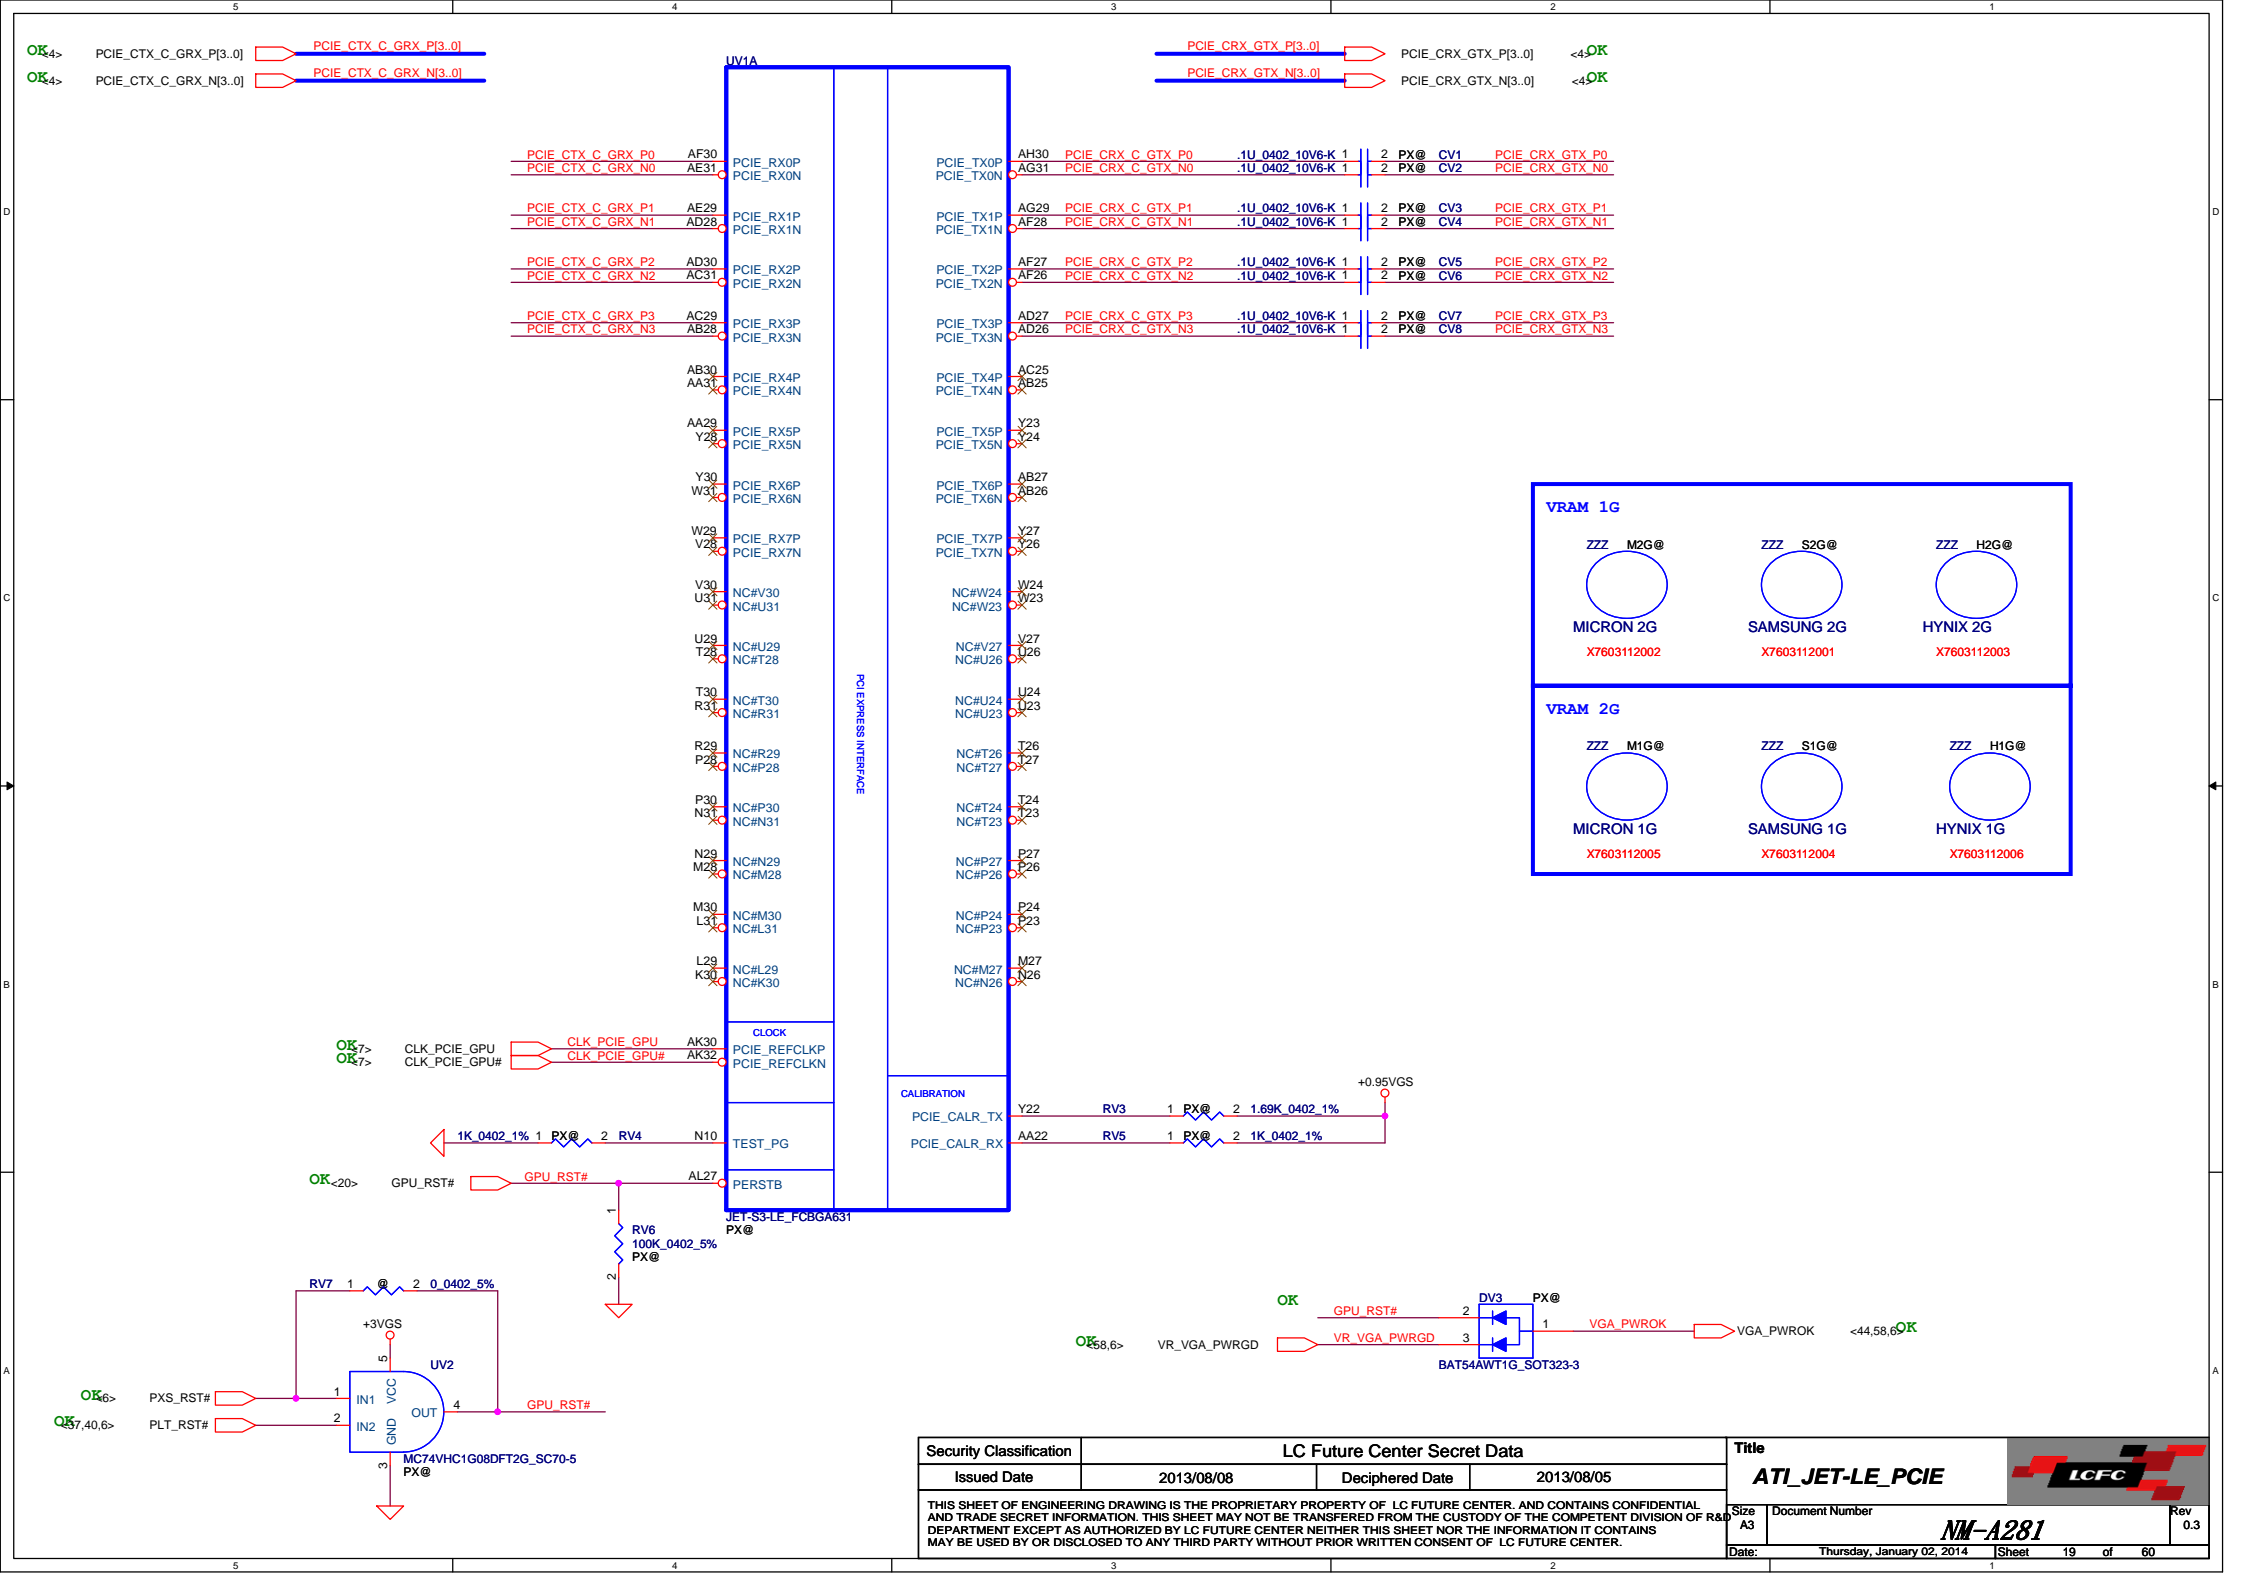 5 4 3 2 1
OK <4> PCIE_CTX_C_GRX_P[3..0] PCIE_CTX_C_GRX_P[3..0]
OK <4> PCIE_CTX_C_GRX_N[3..0] PCIE_CTX_C_GRX_N[3..0]
PCIE_CRX_GTX_P[3..0] PCIE_CRX_GTX_P[3..0] <4> OK
PCIE_CRX_GTX_N[3..0] PCIE_CRX_GTX_N[3..0] <4> OK
UV1A
PCIE_CTX_C_GRX_P0 AF30 PCIE_RX0P PCIE_TX0P AH30 PCIE_CRX_C_GTX_P0 .1U_0402_10V6-K 1 2 PX@ CV1 PCIE_CRX_GTX_P0
PCIE_CTX_C_GRX_N0 AE31 PCIE_RX0N PCIE_TX0N AG31 PCIE_CRX_C_GTX_N0 .1U_0402_10V6-K 1 2 PX@ CV2 PCIE_CRX_GTX_N0
PCIE_CTX_C_GRX_P1 AE29 PCIE_RX1P PCIE_TX1P AG29 PCIE_CRX_C_GTX_P1 .1U_0402_10V6-K 1 2 PX@ CV3 PCIE_CRX_GTX_P1
PCIE_CTX_C_GRX_N1 AD28 PCIE_RX1N PCIE_TX1N AF28 PCIE_CRX_C_GTX_N1 .1U_0402_10V6-K 1 2 PX@ CV4 PCIE_CRX_GTX_N1
PCIE_CTX_C_GRX_P2 AD30 PCIE_RX2P PCIE_TX2P AF27 PCIE_CRX_C_GTX_P2 .1U_0402_10V6-K 1 2 PX@ CV5 PCIE_CRX_GTX_P2
PCIE_CTX_C_GRX_N2 AC31 PCIE_RX2N PCIE_TX2N AF26 PCIE_CRX_C_GTX_N2 .1U_0402_10V6-K 1 2 PX@ CV6 PCIE_CRX_GTX_N2
PCIE_CTX_C_GRX_P3 AC29 PCIE_RX3P PCIE_TX3P AD27 PCIE_CRX_C_GTX_P3 .1U_0402_10V6-K 1 2 PX@ CV7 PCIE_CRX_GTX_P3
PCIE_CTX_C_GRX_N3 AB28 PCIE_RX3N PCIE_TX3N AD26 PCIE_CRX_C_GTX_N3 .1U_0402_10V6-K 1 2 PX@ CV8 PCIE_CRX_GTX_N3
D D
AB30 PCIE_RX4P PCIE_TX4P AC25
AA31 PCIE_RX4N PCIE_TX4N AB25
AA29 PCIE_RX5P PCIE_TX5P Y23
Y28 PCIE_RX5N PCIE_TX5N Y24
Y30 PCIE_RX6P PCIE_TX6P AB27
W31 PCIE_RX6N PCIE_TX6N AB26
W29 PCIE_RX7P PCIE_TX7P Y27
V28 PCIE_RX7N PCIE_TX7N Y26
V30 NC#V30 NC#W24 W24
U31 NC#U31 NC#W23 W23
C C
U29 NC#U29 NC#V27 V27
T28 NC#T28 NC#U26 U26
T30 NC#T30 NC#U24 U24
R31 NC#R31 NC#U23 U23
R29 NC#R29 NC#T26 T26
P28 NC#P28 NC#T27 T27
P30 NC#P30 NC#T24 T24
N31 NC#N31 NC#T23 T23
N29 NC#N29 NC#P27 P27
M28 NC#M28 NC#P26 P26
M30 NC#M30 NC#P24 P24
L31 NC#L31 NC#P23 P23
L29 NC#L29 NC#M27 M27
K30 NC#K30 NC#N26 N26
PCI EXPRESS INTERFACE
VRAM 1G
ZZZ M2G@ ZZZ S2G@ ZZZ H2G@
MICRON 2G SAMSUNG 2G HYNIX 2G
X7603112002 X7603112001 X7603112003
VRAM 2G
ZZZ M1G@ ZZZ S1G@ ZZZ H1G@
MICRON 1G SAMSUNG 1G HYNIX 1G
X7603112005 X7603112004 X7603112006
B B
CLOCK
OK <7> CLK_PCIE_GPU CLK_PCIE_GPU AK30 PCIE_REFCLKP
OK <7> CLK_PCIE_GPU# CLK_PCIE_GPU# AK32 PCIE_REFCLKN
CALIBRATION
+0.95VGS
PCIE_CALR_TX Y22 RV3 1 PX@ 2 1.69K_0402_1%
1K_0402_1% 1 PX@ 2 RV4 N10 TEST_PG PCIE_CALR_RX AA22 RV5 1 PX@ 2 1K_0402_1%
OK <20> GPU_RST# GPU_RST# AL27 PERSTB
JET-S3-LE_FCBGA631
PX@
1
RV6
100K_0402_5%
PX@
2
RV7 1 @ 2 0_0402_5%
+3VGS
5
UV2
OK <6> PXS_RST# 1 IN1 VCC
OUT 4 GPU_RST#
OK <37,40,6> PLT_RST# 2 IN2 GND
3
MC74VHC1G08DFT2G_SC70-5
PX@
DV3 PX@
OK GPU_RST# 2
1 VGA_PWROK VGA_PWROK <44,58,6> OK
OK <58,6> VR_VGA_PWRGD VR_VGA_PWRGD 3
BAT54AWT1G_SOT323-3
A A
Security Classification LC Future Center Secret Data
Issued Date 2013/08/08 Deciphered Date 2013/08/05
THIS SHEET OF ENGINEERING DRAWING IS THE PROPRIETARY PROPERTY OF LC FUTURE CENTER. AND CONTAINS CONFIDENTIAL
AND TRADE SECRET INFORMATION. THIS SHEET MAY NOT BE TRANSFERED FROM THE CUSTODY OF THE COMPETENT DIVISION OF R&D
DEPARTMENT EXCEPT AS AUTHORIZED BY LC FUTURE CENTER NEITHER THIS SHEET NOR THE INFORMATION IT CONTAINS
MAY BE USED BY OR DISCLOSED TO ANY THIRD PARTY WITHOUT PRIOR WRITTEN CONSENT OF LC FUTURE CENTER.
Title
ATI_JET-LE_PCIE
LCFC
Size Document Number Rev
A3 NM-A281 0.3
Date: Thursday, January 02, 2014 Sheet 19 of 60
5 4 3 2 1